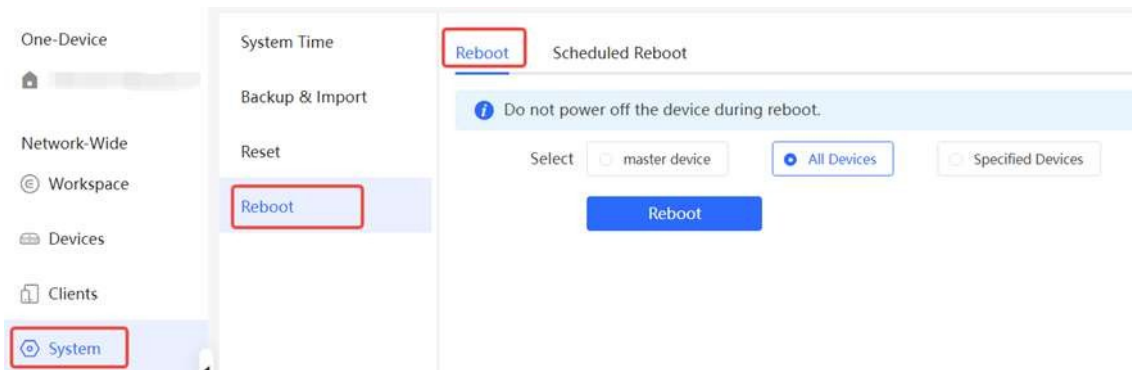 One-Device
Network-Wide
Workspace
Devices
Clients
System
System Time
Backup & Import
Reset
Reboot
Reboot Scheduled Reboot
Do not power off the device during reboot.
Select master device All Devices Specified Devices
Reboot